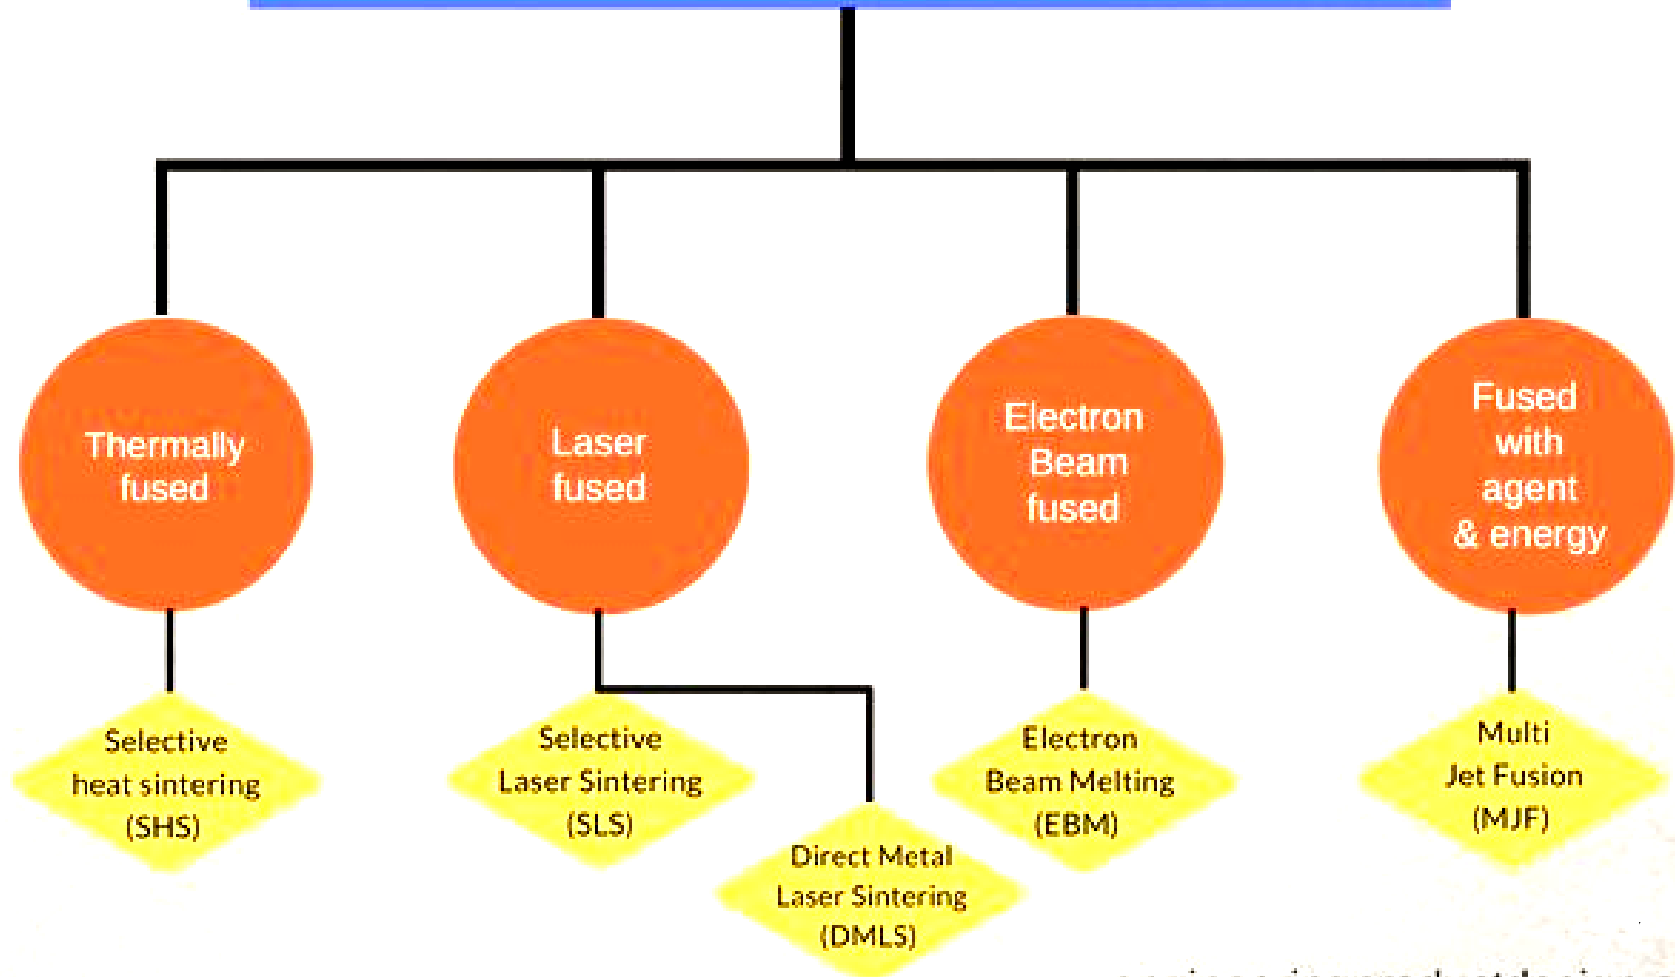 Thermally
fused
Laser
fused
Electron
Beam
fused
Fused
with
agent
& energy
Selective
heat sintering
(SHS)
Selective
Laser Sintering
(SLS)
Direct Metal
Laser Sintering
(DMLS)
Electron
Beam Melting
(EBM)
Multi
Jet Fusion
(MJF)